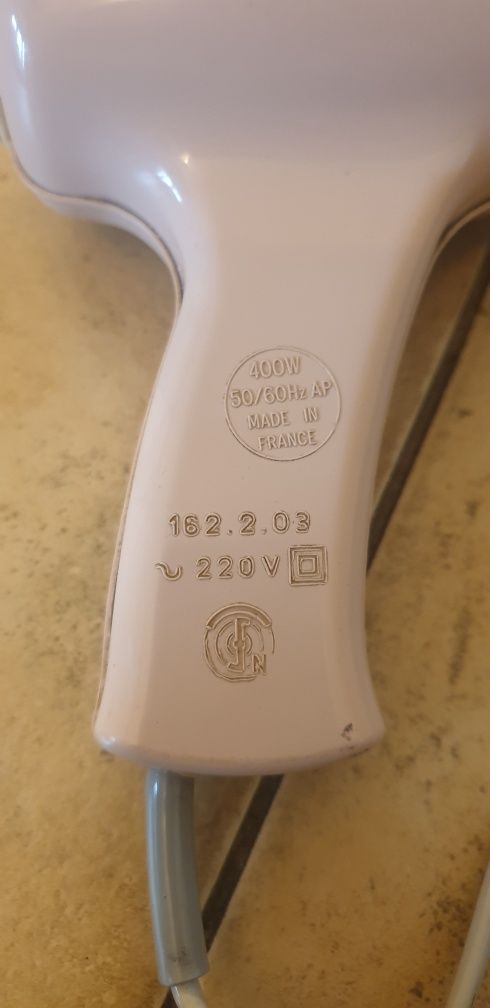 400W
50/60Hz AP
MADE IN
FRANCE
162.2.03
~ 220V
N